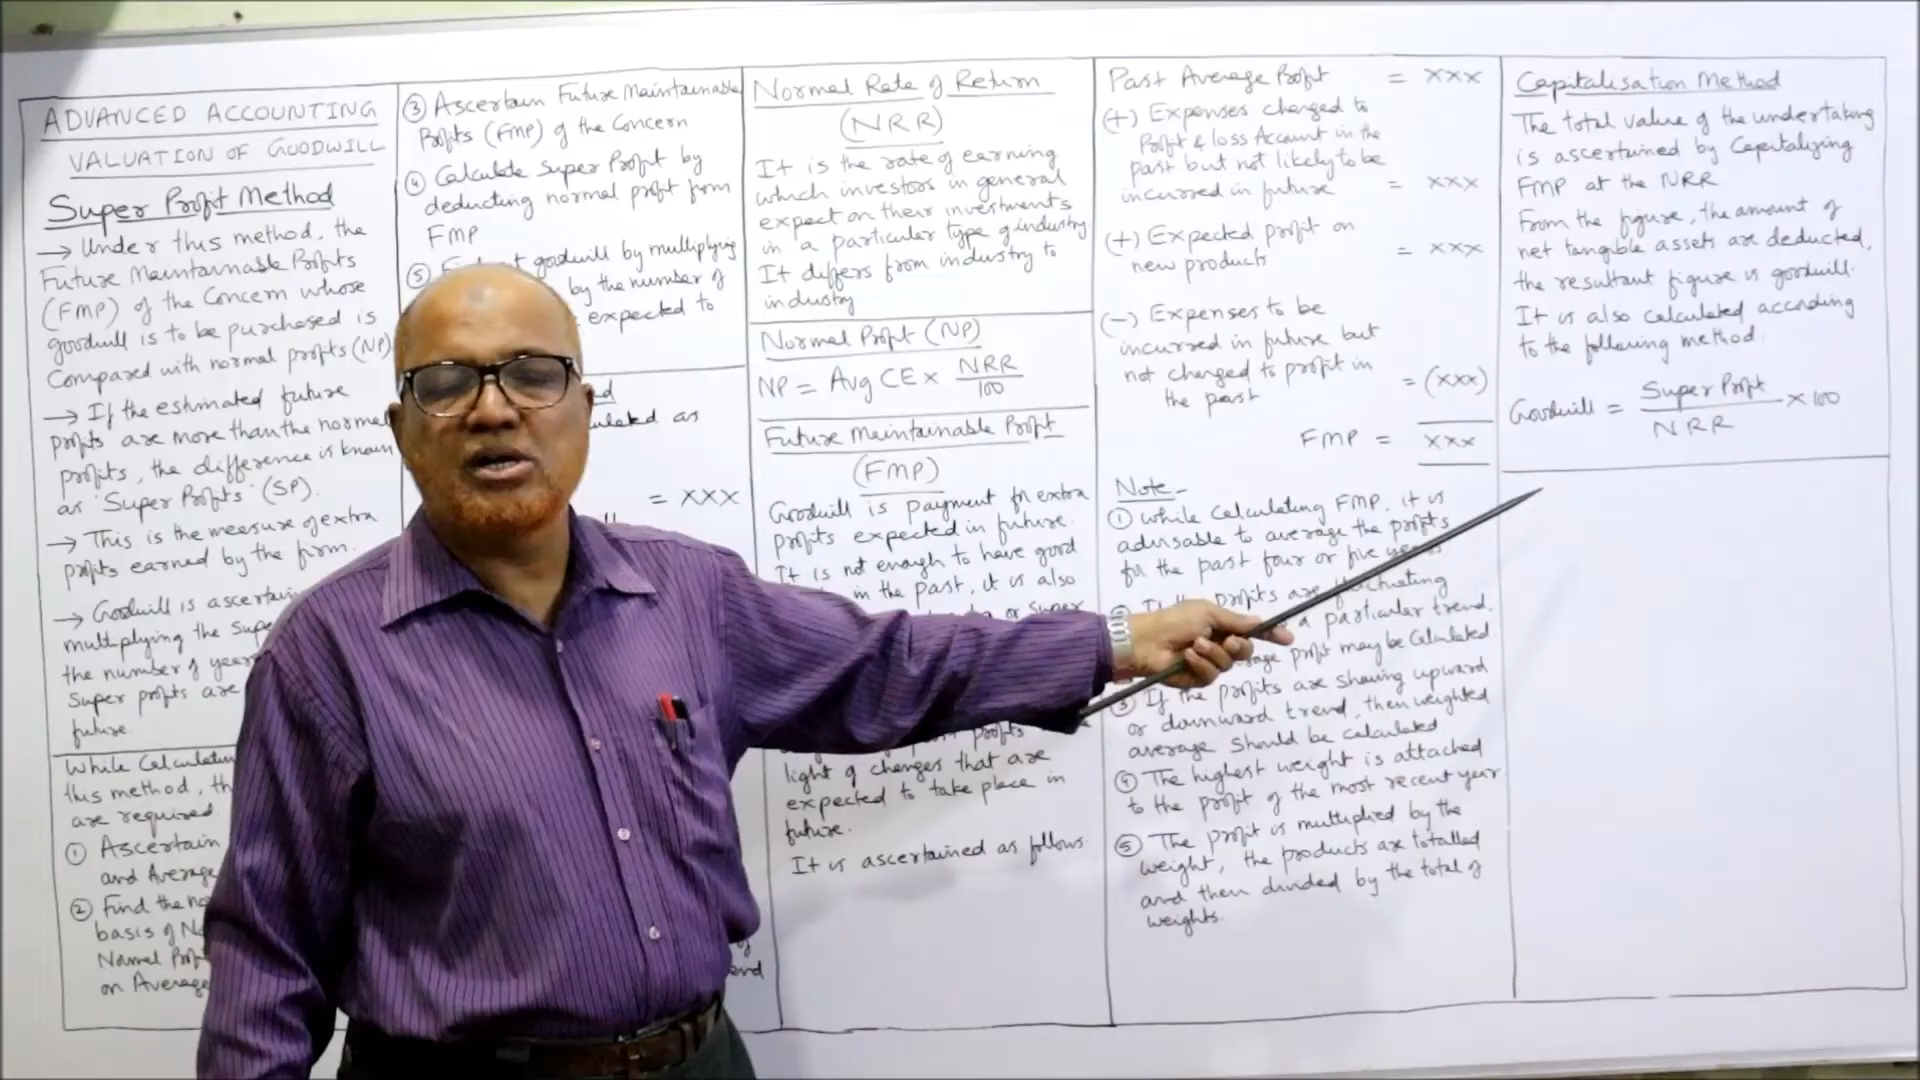 ADVANCED ACCOUNTING
VALUATION OF GOODWILL
Super Profit Method
→ Under this method, the
Future Maintainable Profits
(FMP) of the Concern whose
goodwill is to be purchased is
Compared with normal profits (NP)
→ If the estimated future
profits are more than the normal
profits, the difference is known
as 'Super Profits' (SP).
→ This is the measure of extra
profits earned by the firm.
→ Goodwill is
multiplying the
the number of
Super profits are
future.
While
this method,
are required.
① Ascertain
and Average
② Find the
basis of
Normal
on Average
③ Ascertain Future Maintainable
Profits (FMP) of the Concern
④ Calculate Super Profit by
deducting normal profit from
FMP
⑤ goodwill by multiplying
by the number of
expected to
as
= XXX
Normal Rate of Return
(NRR)
It is the rate of earning
which investors in general
expect on their investments
in a particular type of industry.
It differs from industry to
industry
Normal Profit (NP)
NP = Avg CE × NRR/100
Future Maintainable Profit
(FMP)
Goodwill is payment for extra
profits expected in future.
It is not enough to have good
in the past, it is also
or super
profits
light of changes that are
expected to take place in
future.
It is ascertained as follows.
Past Average Profit = XXX
(+) Expenses charged to
Profit & loss Account in the
past but not likely to be
incurred in future = XXX
(+) Expected profit on
new products = XXX
(-) Expenses to be
incurred in future but
not charged to profit in
the past = (XXX)
FMP = XXX
Note-
① While calculating FMP, it is
advisable to average the profits
for the past four or five years
profits are fluctuating
a particular trend.
profit may be Calculated
③ If the profits are showing upward
or downward trend, then weighted
average should be calculated
④ The highest weight is attached
to the profit of the most recent year
⑤ The profit is multiplied by the
weight, the products are totalled
and then divided by the total of
weights.
Capitalisation Method
The total value of the undertaking
is ascertained by Capitalizing
FMP at the NRR
From the figure, the amount of
net tangible assets are deducted,
the resultant figure is goodwill.
It is also calculated according
to the following method.
Goodwill = Super Profit/NRR × 100